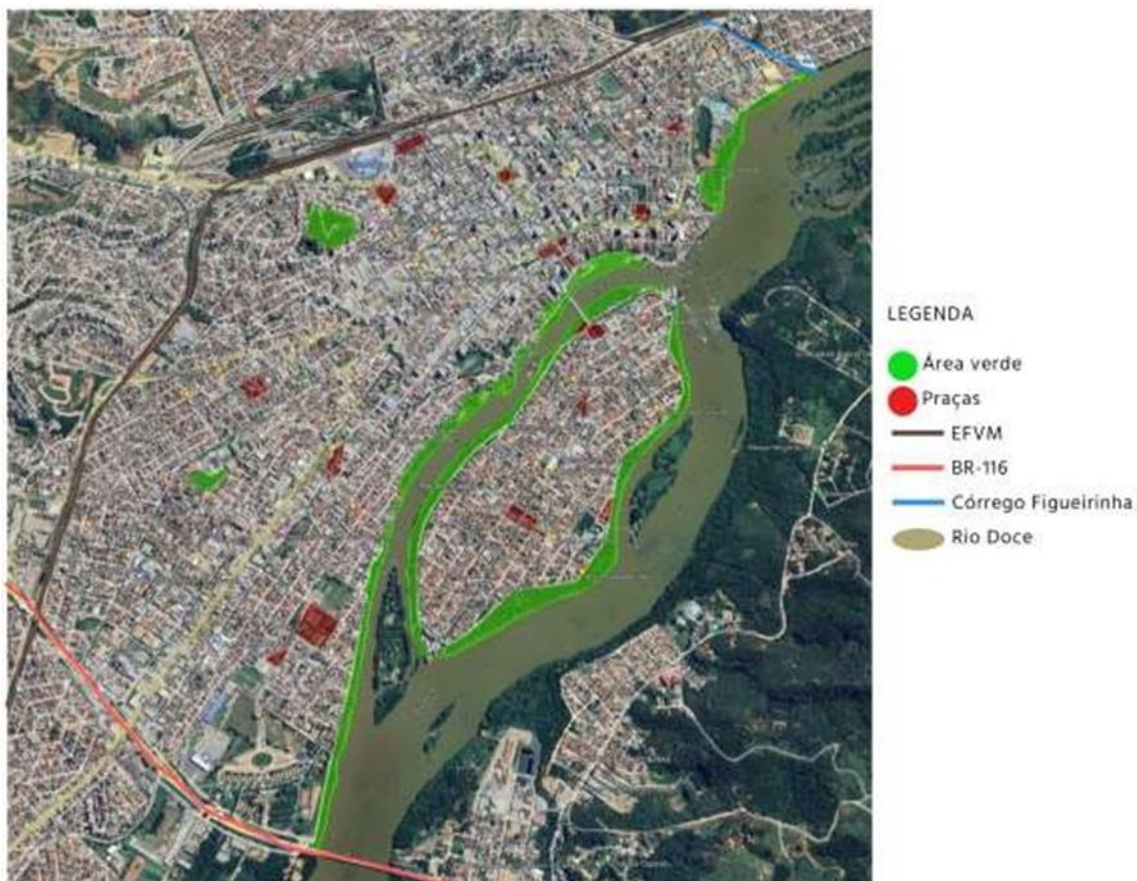 LEGENDA
Área verde
Praças
EFVM
BR-116
Córrego Figueirinha
Rio Doce